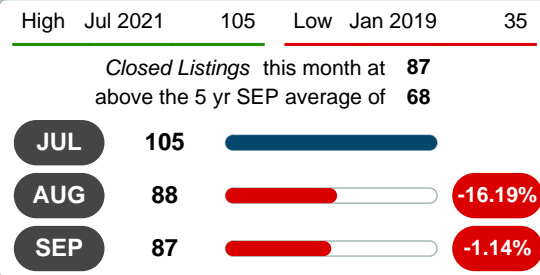 High Jul 2021 105 Low Jan 2019 35
Closed Listings this month at 87
above the 5 yr SEP average of 68
JUL 105
AUG 88 -16.19%
SEP 87 -1.14%